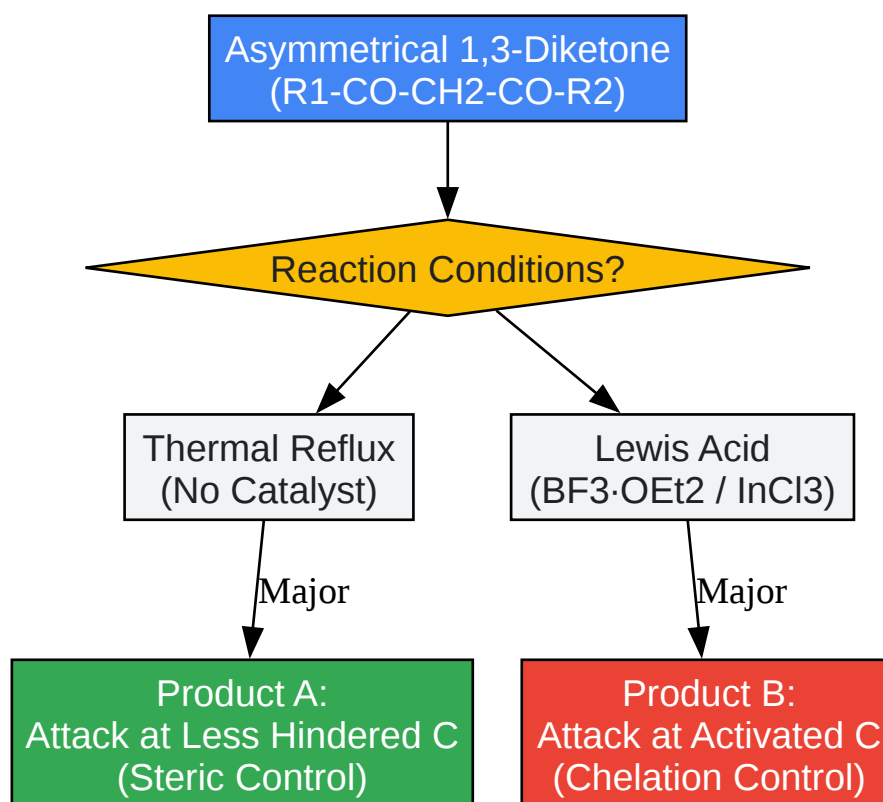 Asymmetrical 1,3-Diketone
(R1-CO-CH2-CO-R2)
Reaction Conditions?
Thermal Reflux
(No Catalyst)
Lewis Acid
(BF3·OEt2 / InCl3)
Major
Major
Product A:
Attack at Less Hindered C
(Steric Control)
Product B:
Attack at Activated C
(Chelation Control)